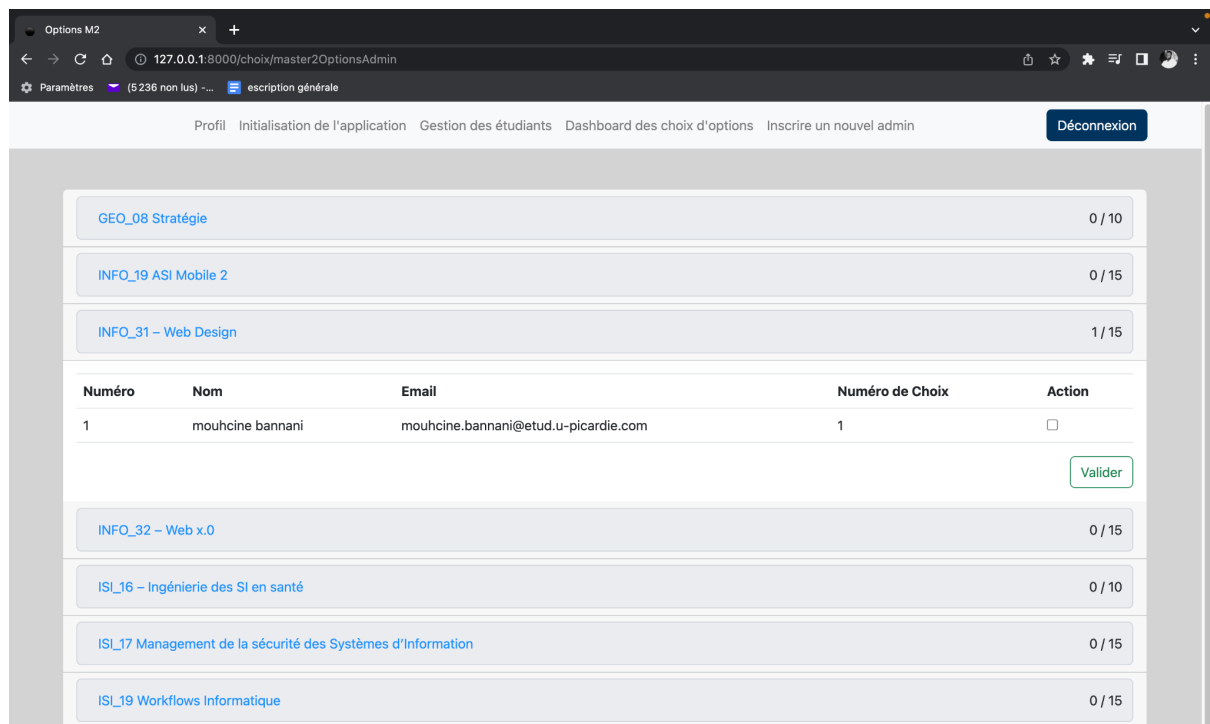 Options M2
127.0.0.1:8000/choix/master2OptionsAdmin
Paramètres (5 236 non lus) -... escription générale
Profil Initialisation de l'application Gestion des étudiants Dashboard des choix d'options Inscrire un nouvel admin Déconnexion
GEO_08 Stratégie 0 / 10
INFO_19 ASI Mobile 2 0 / 15
INFO_31 – Web Design 1 / 15
Numéro Nom Email Numéro de Choix Action
1 mouhcine bannani mouhcine.bannani@etud.u-picardie.com 1
Valider
INFO_32 – Web x.0 0 / 15
ISI_16 – Ingénierie des SI en santé 0 / 10
ISI_17 Management de la sécurité des Systèmes d’Information 0 / 15
ISI_19 Workflows Informatique 0 / 15